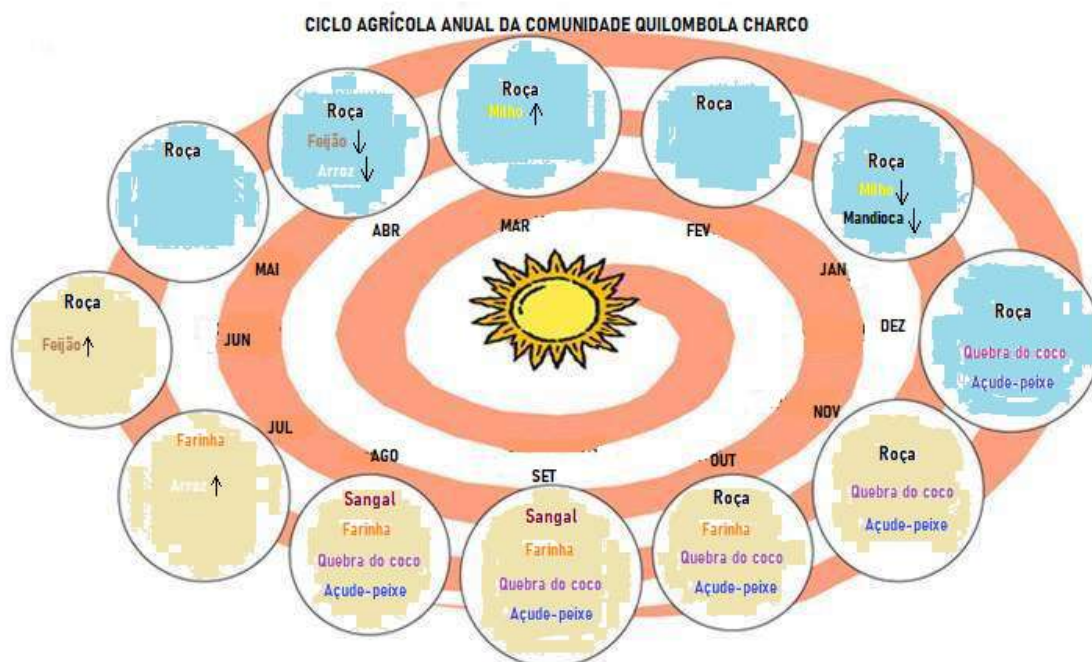 CICLO AGRÍCOLA ANUAL DA COMUNIDADE QUILOMBOLA CHARCO
Roça
Milho ↑
Roça
Roça
Feijão ↓
Arroz ↓
Roça
Roça
Milho ↓
Mandioca ↓
MAR
FEV
ABR
MAI
JAN
Roça
Feijão ↑
JUN
DEZ
Roça
Quebra do coco
Açude-peixe
JUL
NOV
AGO
SET
OUT
Farinha
Arroz ↑
Sangal
Farinha
Quebra do coco
Açude-peixe
Sangal
Farinha
Quebra do coco
Açude-peixe
Roça
Farinha
Quebra do coco
Açude-peixe
Roça
Quebra do coco
Açude-peixe